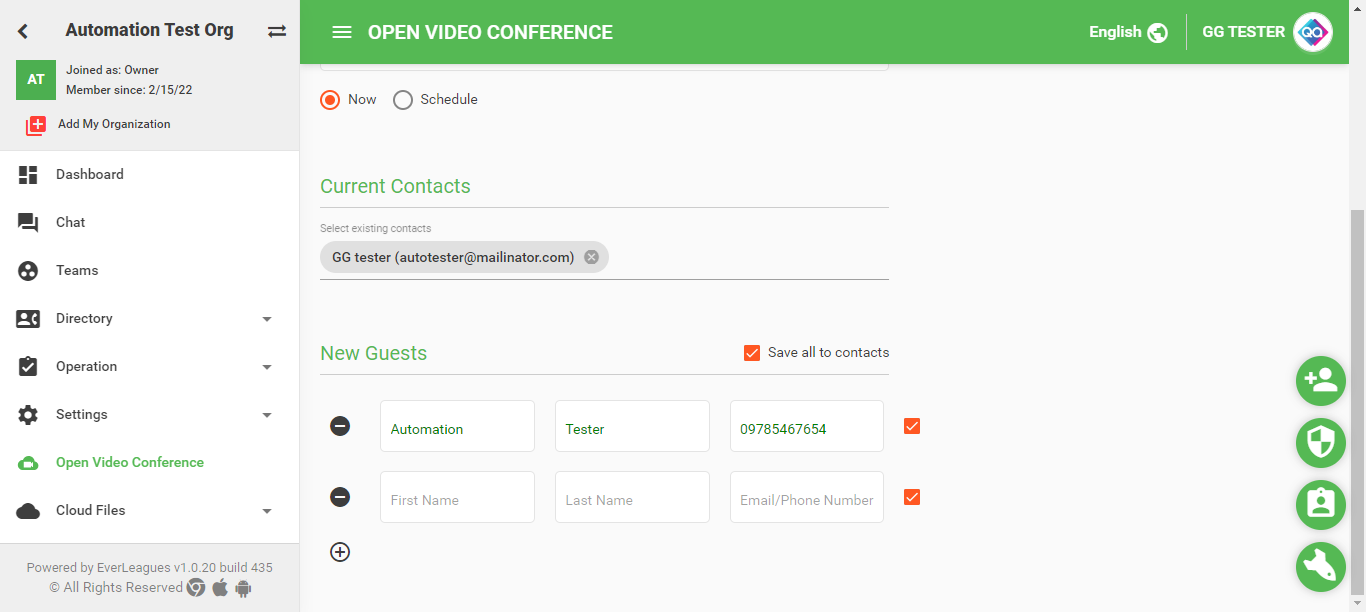 Automation Test Org
AT
Joined as: Owner
Member since: 2/15/22
Add My Organization
Dashboard
Chat
Teams
Directory
Operation
Settings
Open Video Conference
Cloud Files
Powered by EverLeagues v1.0.20 build 435
© All Rights Reserved
OPEN VIDEO CONFERENCE
English
GG TESTER
QA
Now
Schedule
Current Contacts
Select existing contacts
GG tester (autotester@mailinator.com)
New Guests
Save all to contacts
Automation
Tester
09785467654
First Name
Last Name
Email/Phone Number